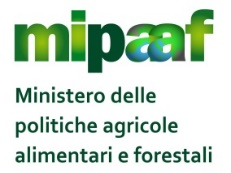 mipaaf
Ministero delle
politiche agricole
alimentari e forestali